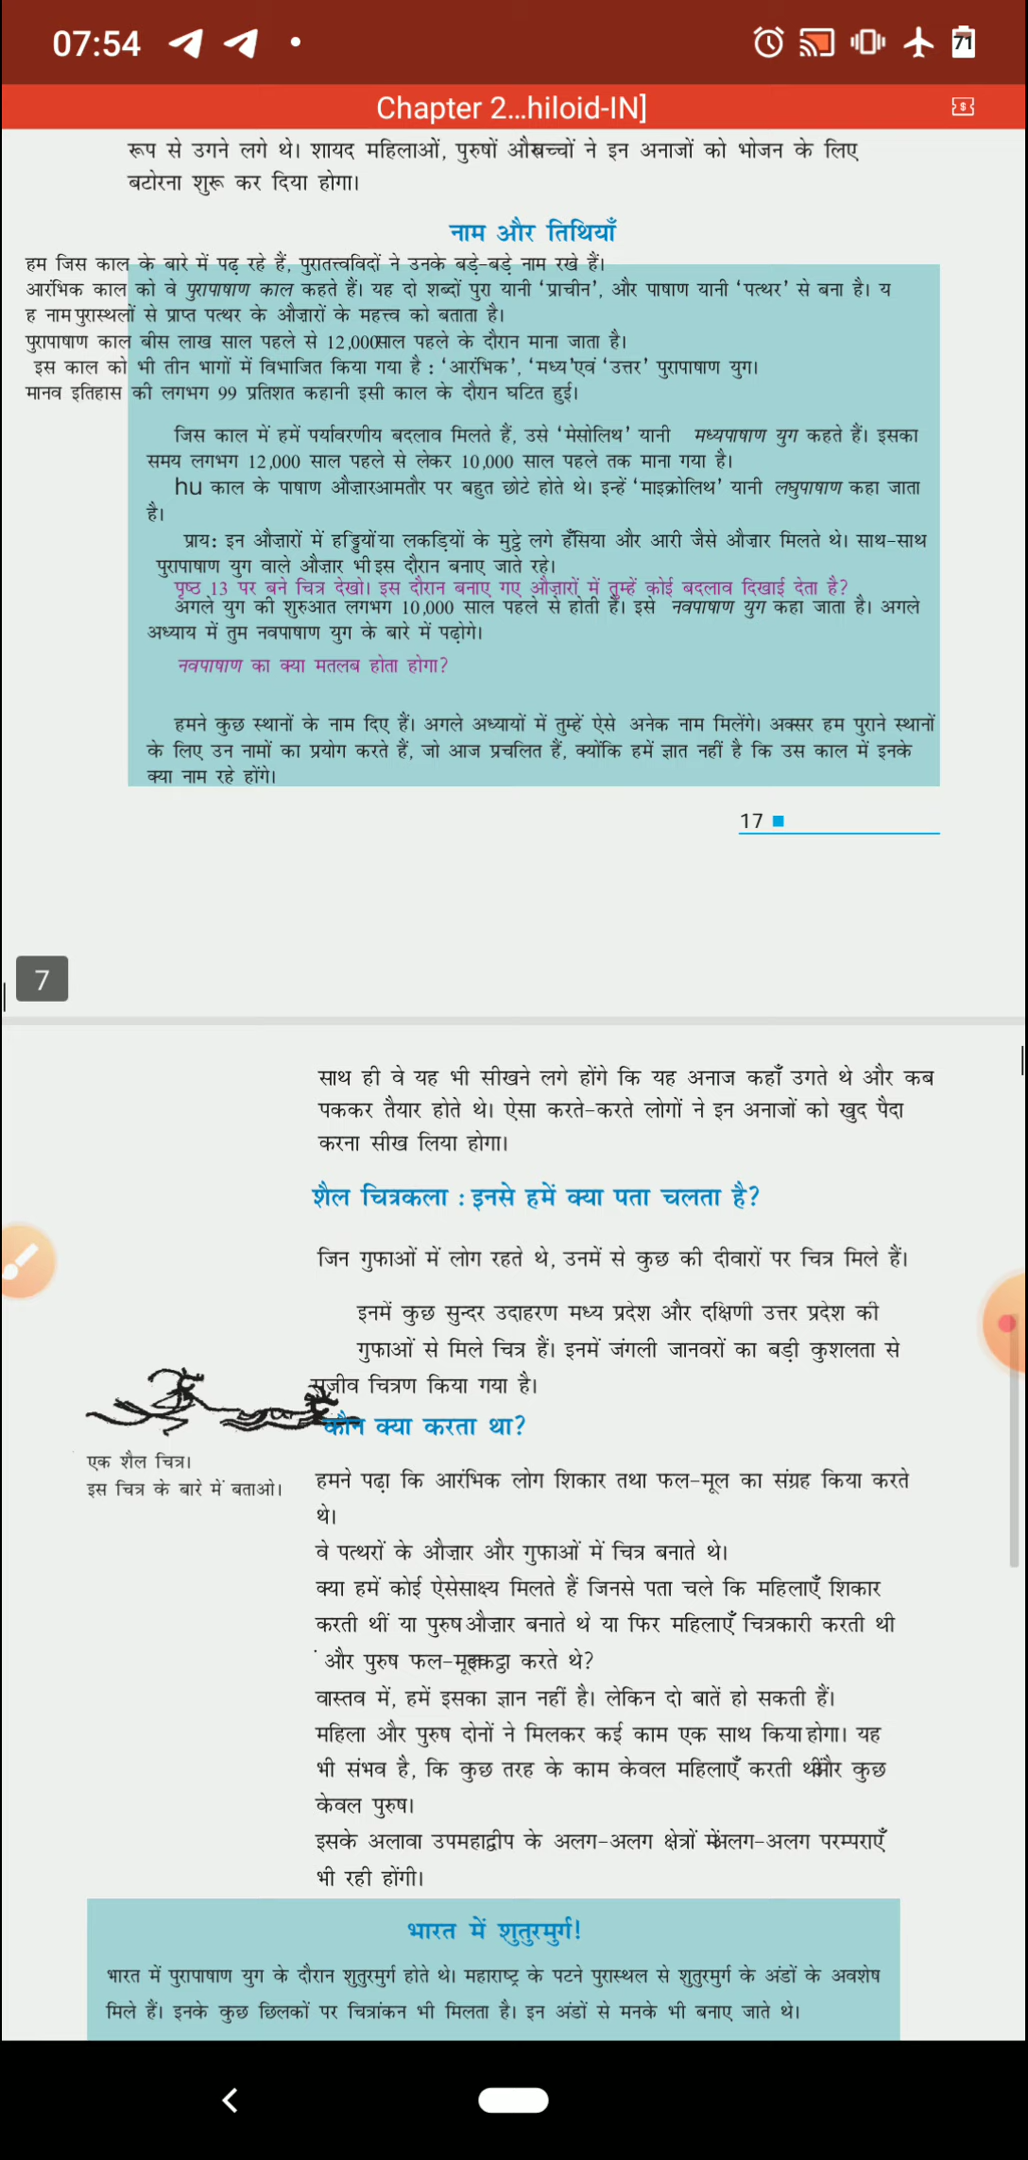 07:54
71
Chapter 2...hiloid-IN]
रूप से उगने लगे थे। शायद महिलाओं, पुरुषों और बच्चों ने इन अनाजों को भोजन के लिए
बटोरना शुरू कर दिया होगा।
नाम और तिथियाँ
हम जिस काल के बारे में पढ़ रहे हैं, पुरातत्त्वविदों ने उनके बड़े-बड़े नाम रखे हैं।
आरंभिक काल को वे पुरापाषाण काल कहते हैं। यह दो शब्दों पुरा यानी ‘प्राचीन’, और पाषाण यानी ‘पत्थर’ से बना है। य
ह नाम पुरास्थलों से प्राप्त पत्थर के औज़ारों के महत्त्व को बताता है।
पुरापाषाण काल बीस लाख साल पहले से 12,000साल पहले के दौरान माना जाता है।
इस काल को भी तीन भागों में विभाजित किया गया है : ‘आरंभिक’, ‘मध्य’एवं ‘उत्तर’ पुरापाषाण युग।
मानव इतिहास की लगभग 99 प्रतिशत कहानी इसी काल के दौरान घटित हुई।
जिस काल में हमें पर्यावरणीय बदलाव मिलते हैं, उसे ‘मेसोलिथ’ यानी मध्यपाषाण युग कहते हैं। इसका
समय लगभग 12,000 साल पहले से लेकर 10,000 साल पहले तक माना गया है।
hu काल के पाषाण औज़ारआमतौर पर बहुत छोटे होते थे। इन्हें ‘माइक्रोलिथ’ यानी लघुपाषाण कहा जाता
है।
प्राय: इन औज़ारों में हड्डियों या लकड़ियों के मुट्ठे लगे हँसिया और आरी जैसे औज़ार मिलते थे। साथ-साथ
पुरापाषाण युग वाले औज़ार भी इस दौरान बनाए जाते रहे।
पृष्ठ 13 पर बने चित्र देखो। इस दौरान बनाए गए औज़ारों में तुम्हें कोई बदलाव दिखाई देता है?
अगले युग की शुरुआत लगभग 10,000 साल पहले से होती है। इसे नवपाषाण युग कहा जाता है। अगले
अध्याय में तुम नवपाषाण युग के बारे में पढ़ोगे।
नवपाषाण का क्या मतलब होता होगा?
हमने कुछ स्थानों के नाम दिए हैं। अगले अध्यायों में तुम्हें ऐसे अनेक नाम मिलेंगे। अक्सर हम पुराने स्थानों
के लिए उन नामों का प्रयोग करते हैं, जो आज प्रचलित हैं, क्योंकि हमें ज्ञात नहीं है कि उस काल में इनके
क्या नाम रहे होंगे।
17
7
साथ ही वे यह भी सीखने लगे होंगे कि यह अनाज कहाँ उगते थे और कब
पककर तैयार होते थे। ऐसा करते-करते लोगों ने इन अनाजों को खुद पैदा
करना सीख लिया होगा।
शैल चित्रकला : इनसे हमें क्या पता चलता है?
जिन गुफाओं में लोग रहते थे, उनमें से कुछ की दीवारों पर चित्र मिले हैं।
इनमें कुछ सुन्दर उदाहरण मध्य प्रदेश और दक्षिणी उत्तर प्रदेश की
गुफाओं से मिले चित्र हैं। इनमें जंगली जानवरों का बड़ी कुशलता से
सजीव चित्रण किया गया है।
कौन क्या करता था?
एक शैल चित्र।
इस चित्र के बारे में बताओ।
हमने पढ़ा कि आरंभिक लोग शिकार तथा फल-मूल का संग्रह किया करते
थे।
वे पत्थरों के औज़ार और गुफाओं में चित्र बनाते थे।
क्या हमें कोई ऐसेसाक्ष्य मिलते हैं जिनसे पता चले कि महिलाएँ शिकार
करती थीं या पुरुष औज़ार बनाते थे या फिर महिलाएँ चित्रकारी करती थी
और पुरुष फल-मूल इकट्ठा करते थे?
वास्तव में, हमें इसका ज्ञान नहीं है। लेकिन दो बातें हो सकती हैं।
महिला और पुरुष दोनों ने मिलकर कई काम एक साथ किया होगा। यह
भी संभव है, कि कुछ तरह के काम केवल महिलाएँ करती थीं और कुछ
केवल पुरुष।
इसके अलावा उपमहाद्वीप के अलग-अलग क्षेत्रों में अलग-अलग परम्पराएँ
भी रही होंगी।
भारत में शुतुरमुर्ग!
भारत में पुरापाषाण युग के दौरान शुतुरमुर्ग होते थे। महाराष्ट्र के पटने पुरास्थल से शुतुरमुर्ग के अंडों के अवशेष
मिले हैं। इनके कुछ छिलकों पर चित्रांकन भी मिलता है। इन अंडों से मनके भी बनाए जाते थे।